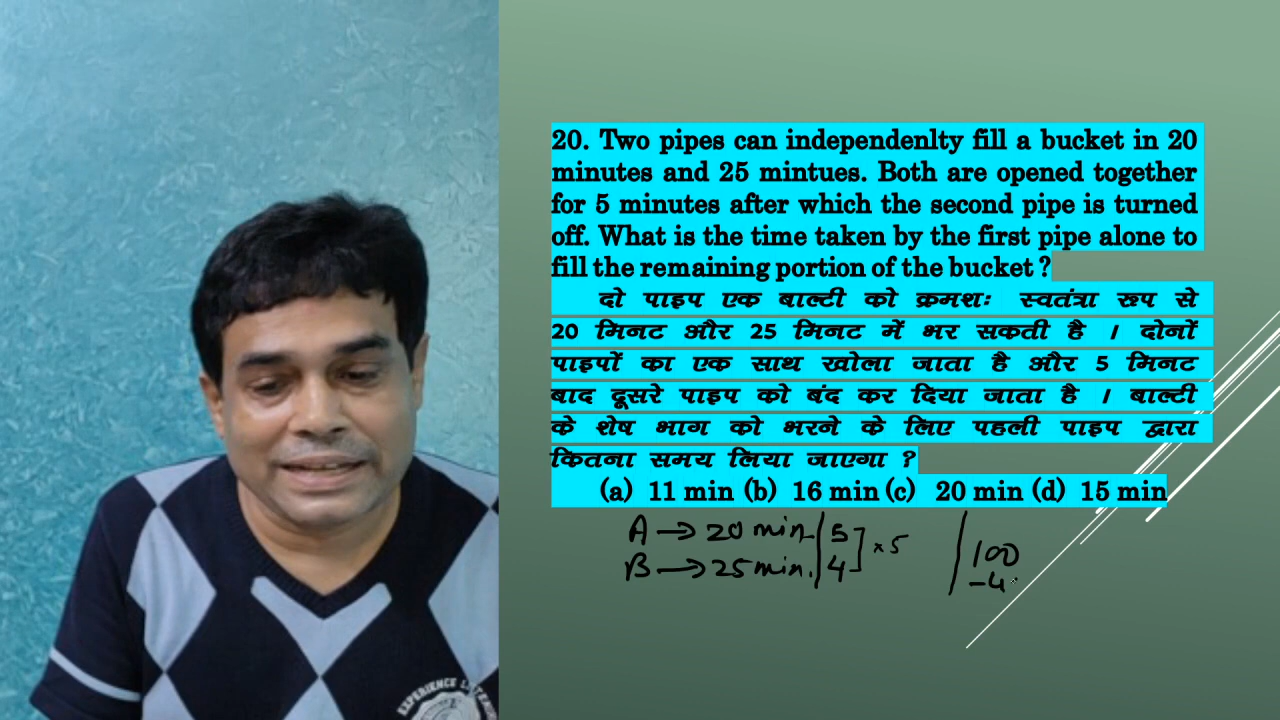 20. Two pipes can independenlty fill a bucket in 20
minutes and 25 mintues. Both are opened together
for 5 minutes after which the second pipe is turned
off. What is the time taken by the first pipe alone to
fill the remaining portion of the bucket ?
दो पाइप एक बाल्टी को क्रमशः स्वतंत्रा रूप से
20 मिनट और 25 मिनट में भर सकती है । दोनों
पाइपों का एक साथ खोला जाता है और 5 मिनट
बाद दूसरे पाइप को बंद कर दिया जाता है । बाल्टी
के शेष भाग को भरने के लिए पहली पाइप द्वारा
कितना समय लिया जाएगा ?
(a) 11 min (b) 16 min (c) 20 min (d) 15 min
A → 20 min. | 5 ] × 5 | 100
B → 25 min. | 4 ] - 4
EXPERIENCE